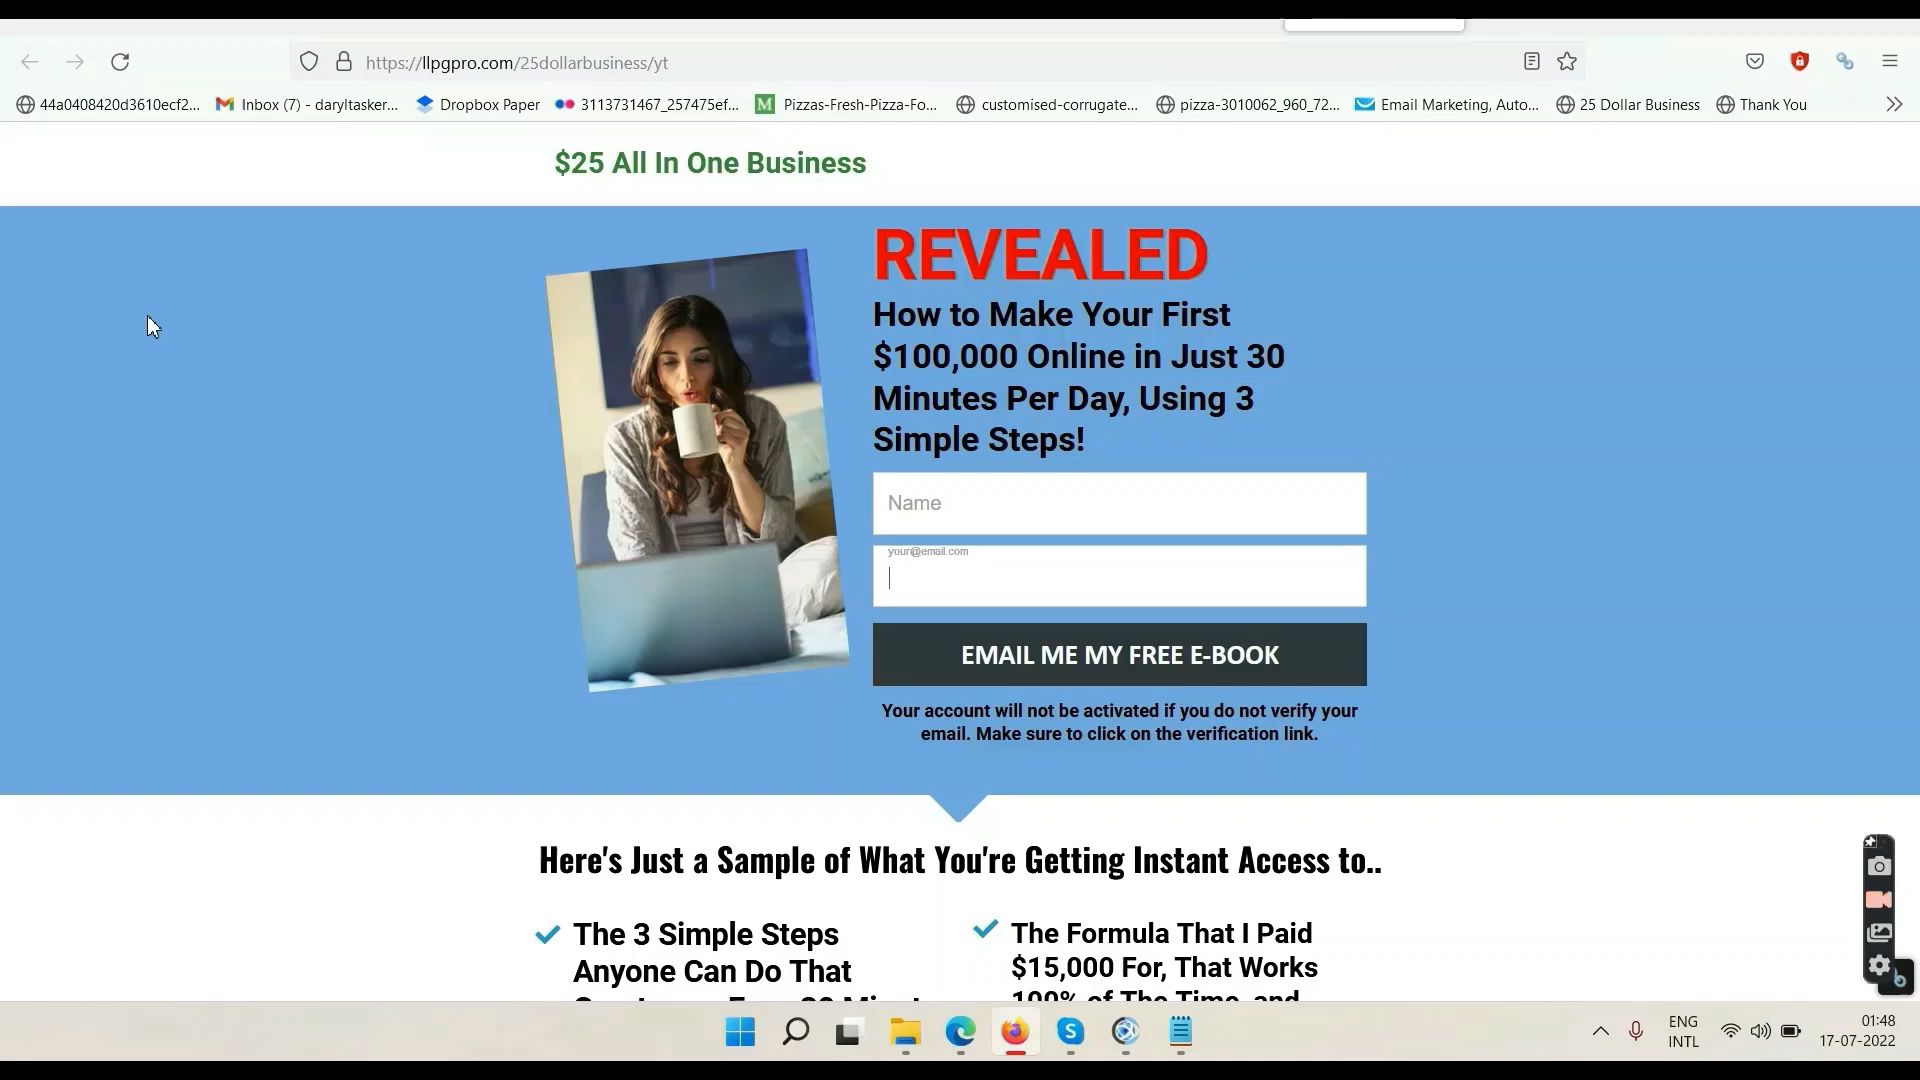 https://llpgpro.com/25dollarbusiness/yt
44a0408420d3610ecf2... Inbox (7) - daryltasker... Dropbox Paper 3113731467_257475ef... Pizzas-Fresh-Pizza-Fo... customised-corrugate... pizza-3010062_960_72... Email Marketing, Auto... 25 Dollar Business Thank You
$25 All In One Business
REVEALED
How to Make Your First
$100,000 Online in Just 30
Minutes Per Day, Using 3
Simple Steps!
Name
your@email.com
EMAIL ME MY FREE E-BOOK
Your account will not be activated if you do not verify your
email. Make sure to click on the verification link.
Here's Just a Sample of What You're Getting Instant Access to..
The 3 Simple Steps
Anyone Can Do That
The Formula That I Paid
$15,000 For, That Works
100% of The Time, and
ENG
INTL
01:48
17-07-2022